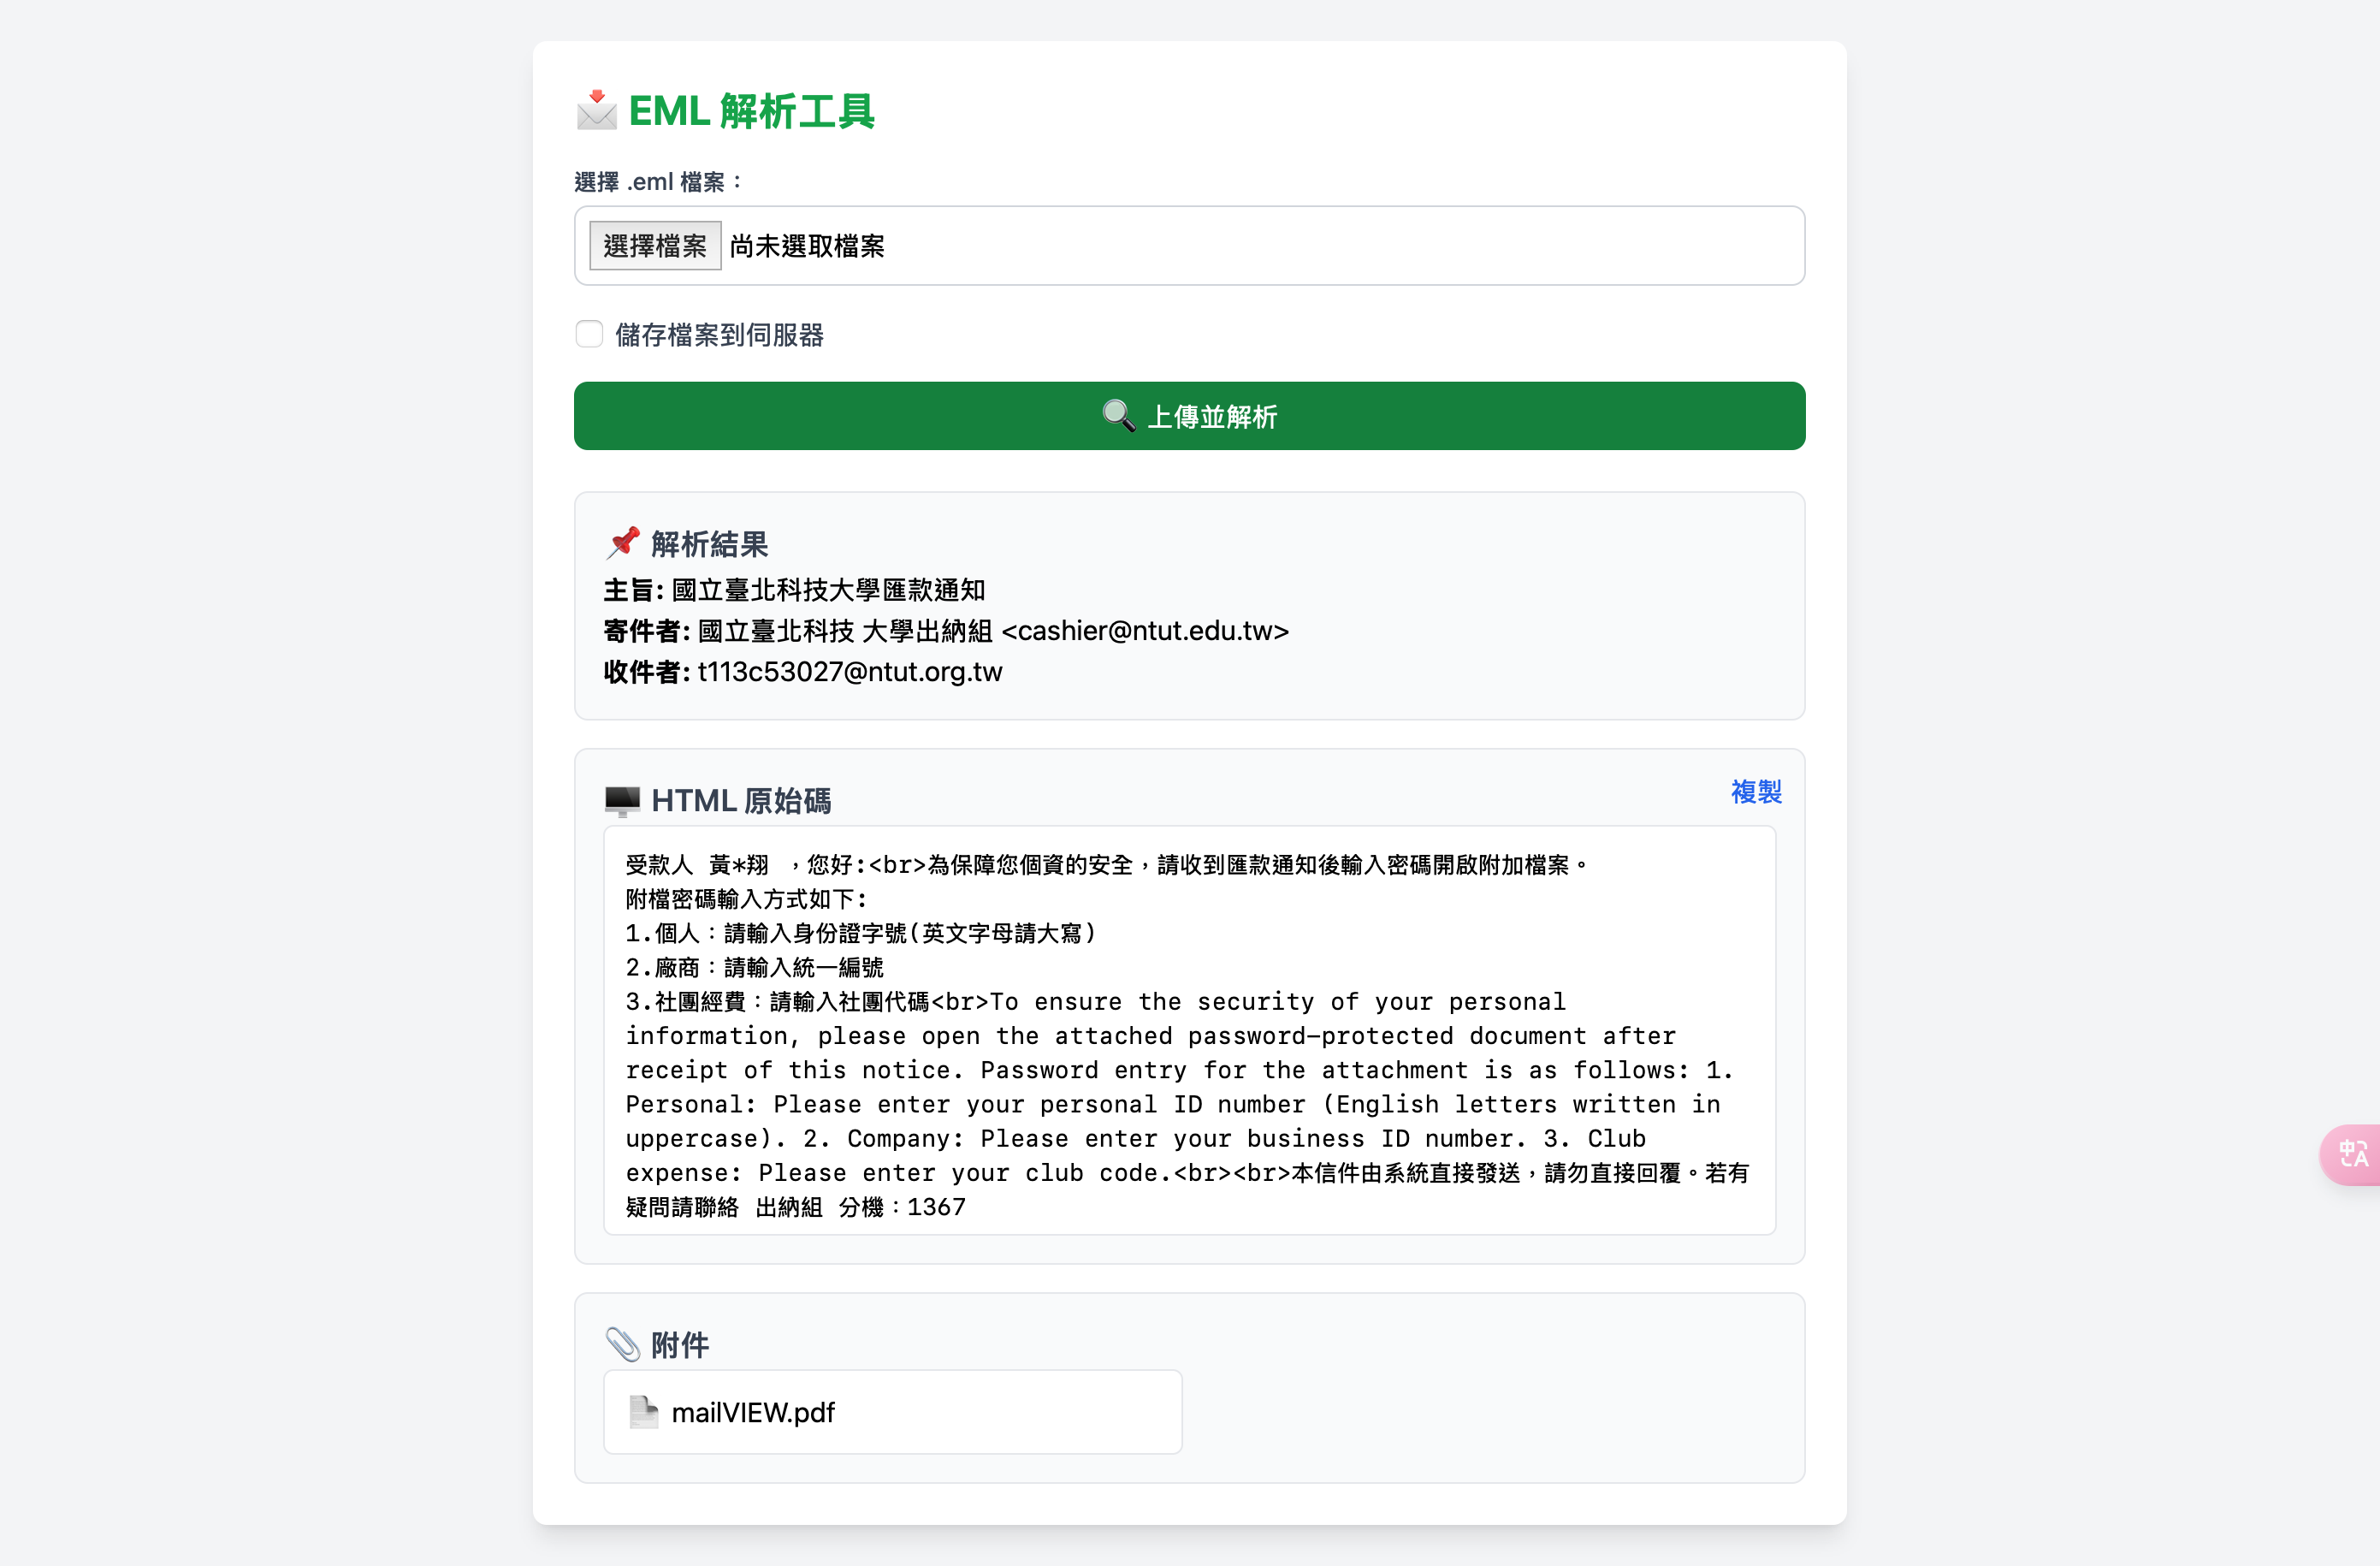 EML 解析工具
選擇 .eml 檔案：
選擇檔案 尚未選取檔案
儲存檔案到伺服器
上傳並解析
解析結果
主旨: 國立臺北科技大學匯款通知
寄件者: 國立臺北科技 大學出納組 <cashier@ntut.edu.tw>
收件者: t113c53027@ntut.org.tw
HTML 原始碼
複製
受款人 黃*翔 ，您好:<br>為保障您個資的安全，請收到匯款通知後輸入密碼開啟附加檔案。
附檔密碼輸入方式如下:
1.個人：請輸入身份證字號(英文字母請大寫)
2.廠商：請輸入統一編號
3.社團經費：請輸入社團代碼<br>To ensure the security of your personal
information, please open the attached password-protected document after
receipt of this notice. Password entry for the attachment is as follows: 1.
Personal: Please enter your personal ID number (English letters written in
uppercase). 2. Company: Please enter your business ID number. 3. Club
expense: Please enter your club code.<br><br>本信件由系統直接發送，請勿直接回覆。若有
疑問請聯絡 出納組 分機：1367
附件
mailVIEW.pdf
中A